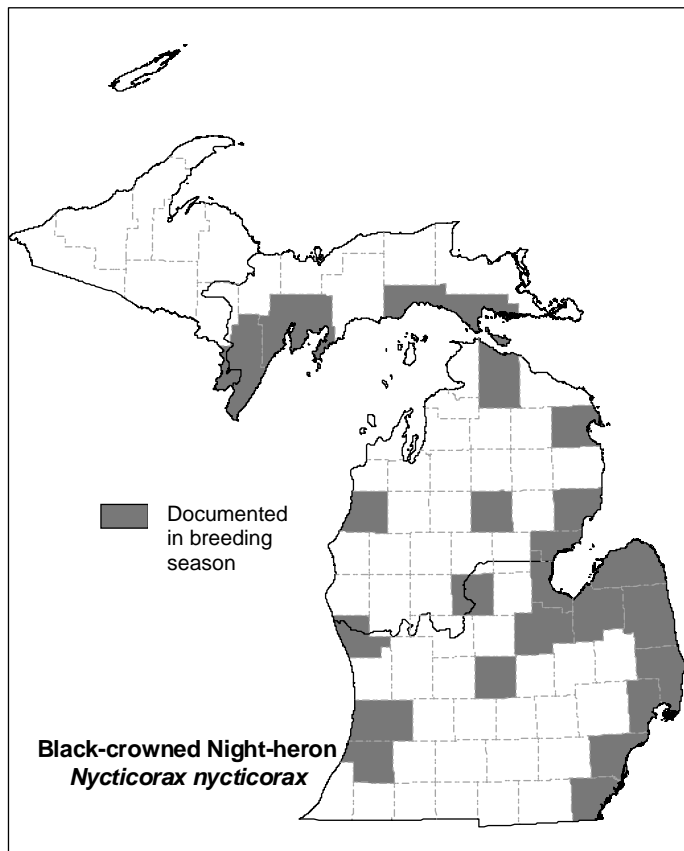 Documented
in breeding
season
Black-crowned Night-heron
Nycticorax nycticorax